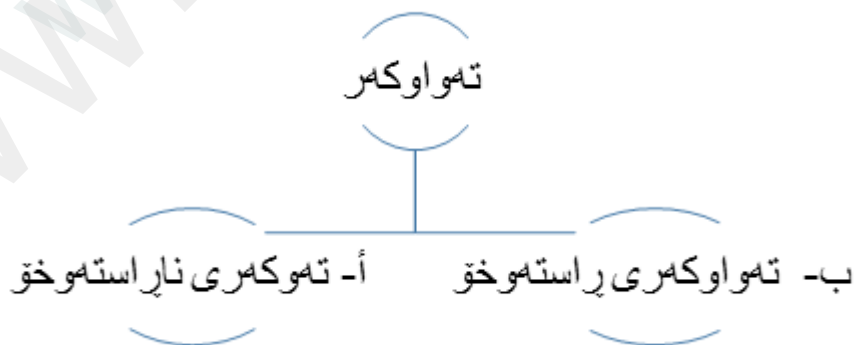 تەواوکەر
ب- تەواوکەری ڕاستەوخۆ
أ- تەوکەری ناڕاستەوخۆ